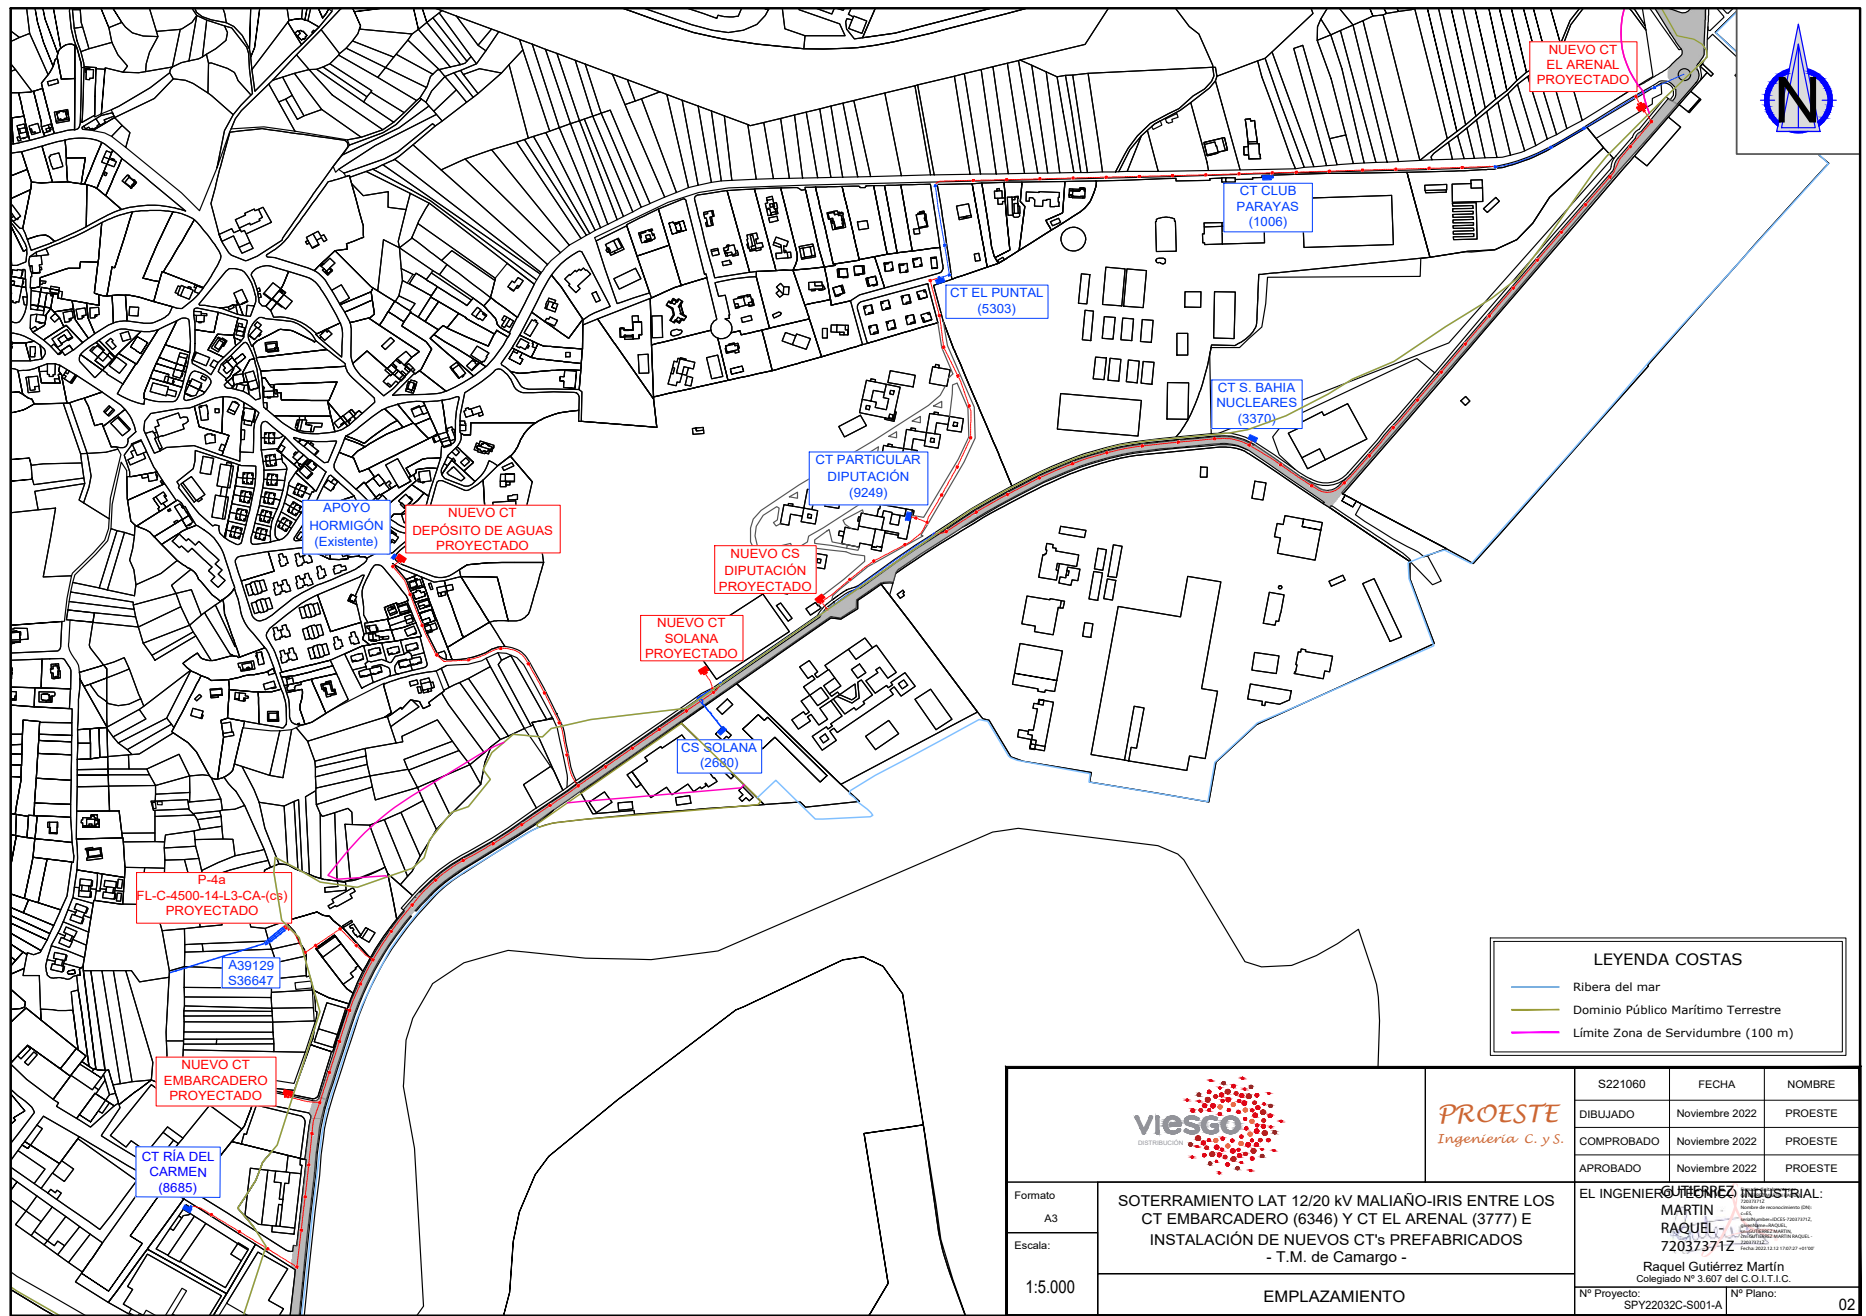 NUEVO CT
EL ARENAL
PROYECTADO
N
CT CLUB
PARAYAS
(1006)
CT EL PUNTAL
(5303)
CT S. BAHIA
NUCLEARES
(3370)
CT PARTICULAR
DIPUTACIÓN
(9249)
APOYO
HORMIGÓN
(Existente)
NUEVO CT
DEPÓSITO DE AGUAS
PROYECTADO
NUEVO CS
DIPUTACIÓN
PROYECTADO
NUEVO CT
SOLANA
PROYECTADO
CS SOLANA
(2680)
P-4a
FL-C-4500-14-L3-CA-(cs)
PROYECTADO
A39129
S36647
NUEVO CT
EMBARCADERO
PROYECTADO
CT RÍA DEL
CARMEN
(8685)
LEYENDA COSTAS
Ribera del mar
Dominio Público Marítimo Terrestre
Límite Zona de Servidumbre (100 m)
VIESGO
DISTRIBUCIÓN
PROESTE
Ingeniería C. y S.
S221060 FECHA NOMBRE
DIBUJADO Noviembre 2022 PROESTE
COMPROBADO Noviembre 2022 PROESTE
APROBADO Noviembre 2022 PROESTE
Formato
A3
Escala:
1:5.000
SOTERRAMIENTO LAT 12/20 kV MALIAÑO-IRIS ENTRE LOS
CT EMBARCADERO (6346) Y CT EL ARENAL (3777) E
INSTALACIÓN DE NUEVOS CT's PREFABRICADOS
- T.M. de Camargo -
EMPLAZAMIENTO
EL INGENIERO TÉCNICO INDUSTRIAL:
GUTIERREZ
MARTIN
RAQUEL -
72037371Z
Raquel Gutiérrez Martín
Colegiado Nº 3.607 del C.O.I.T.I.C.
Nº Proyecto:
SPY22032C-S001-A
Nº Plano:
02